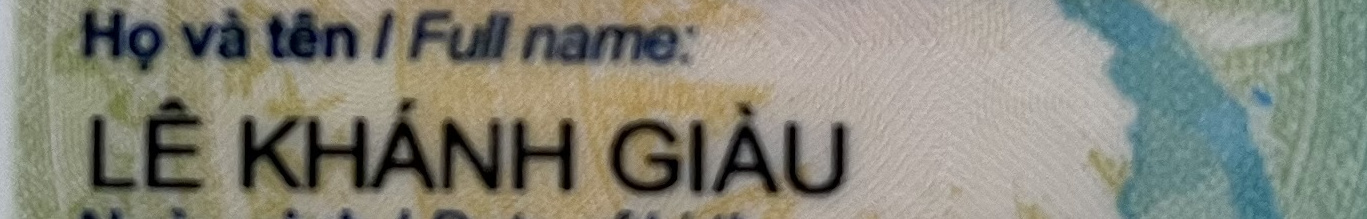 Họ và tên / Full name:
LÊ KHÁNH GIÀU